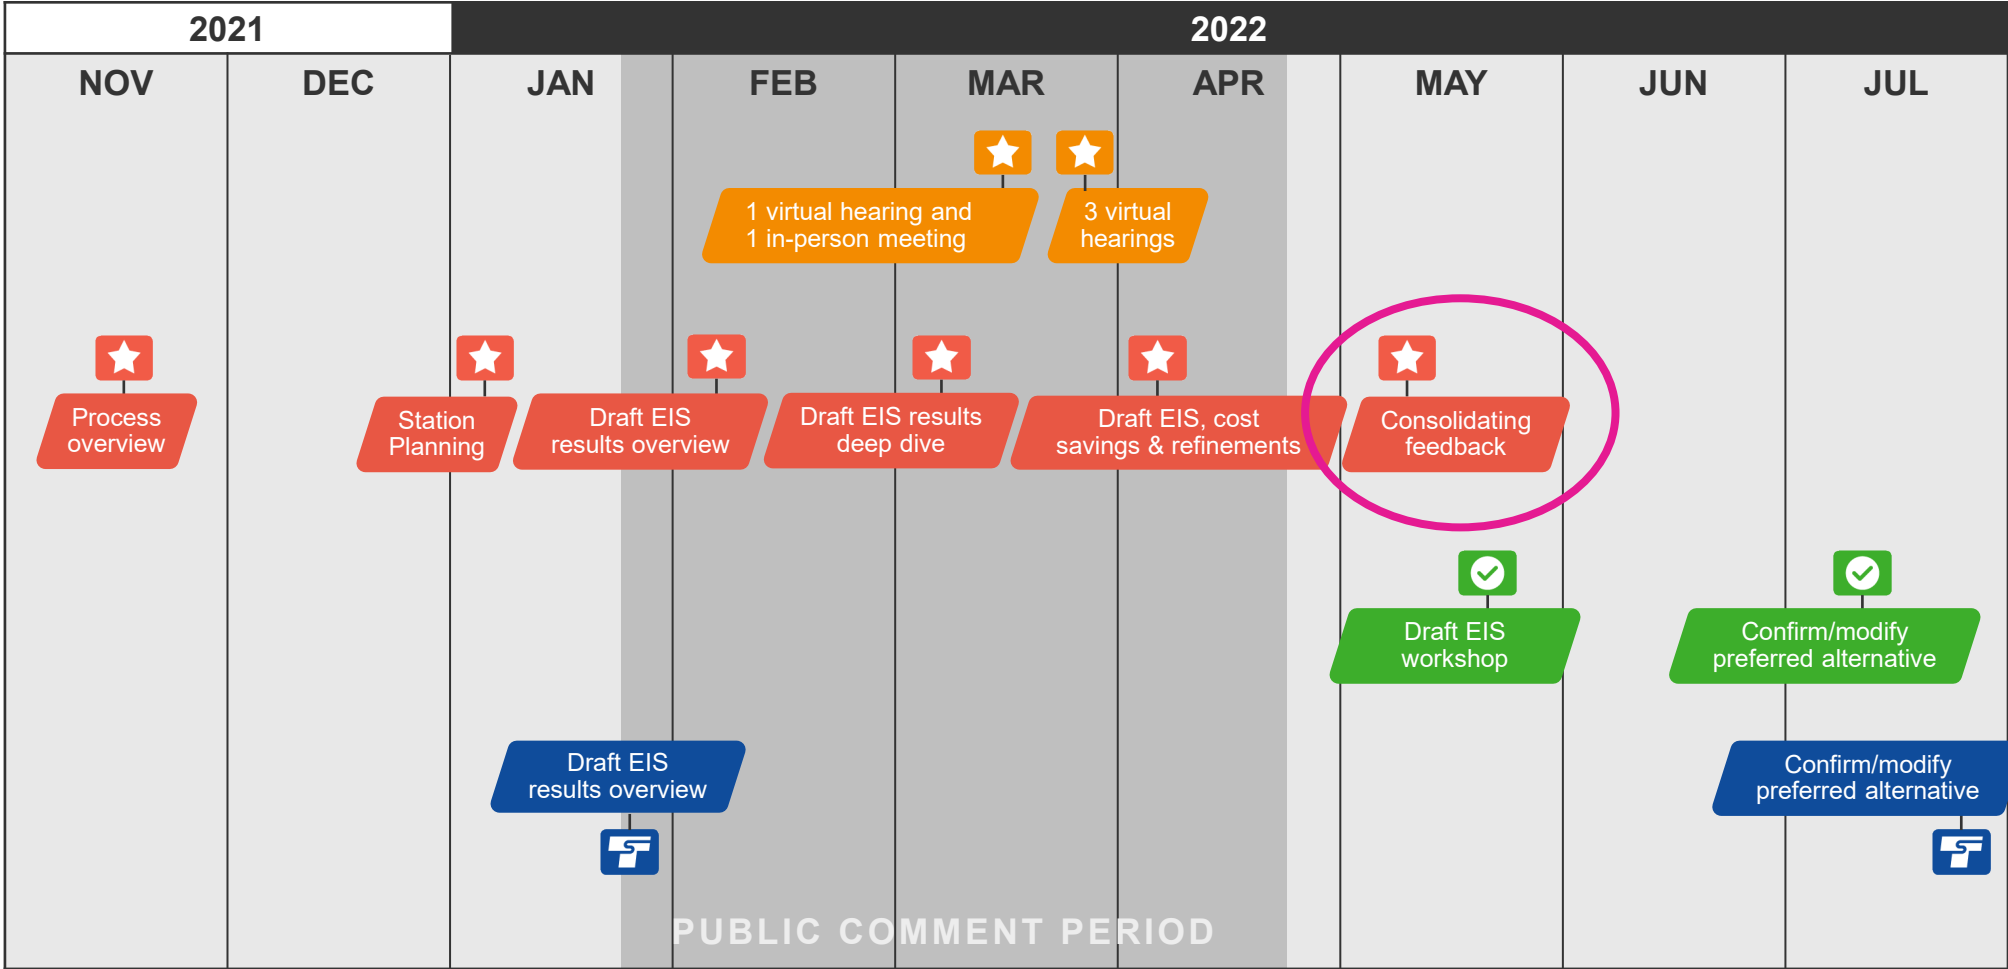 2021
2022
NOV
DEC
JAN
FEB
MAR
APR
MAY
JUN
JUL
1 virtual hearing and
1 in-person meeting
3 virtual
hearings
Process
overview
Station
Planning
Draft EIS
results overview
Draft EIS results
deep dive
Draft EIS, cost
savings & refinements
Consolidating
feedback
Draft EIS
workshop
Confirm/modify
preferred alternative
Draft EIS
results overview
Confirm/modify
preferred alternative
PUBLIC COMMENT PERIOD